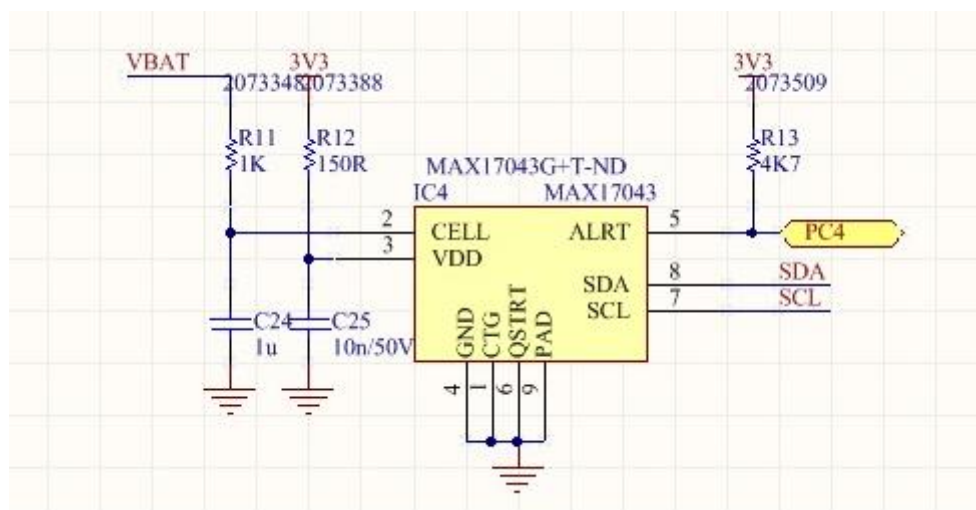 VBAT
3V3
3V3
2073348
2073388
2073509
R11
1K
R12
150R
R13
4K7
MAX17043G+T-ND
IC4
MAX17043
2
CELL
ALRT
5
PC4
3
VDD
SDA
8
SDA
SCL
7
SCL
GND
CTG
QSTRT
PAD
4
1
6
9
C24
1u
C25
10n/50V